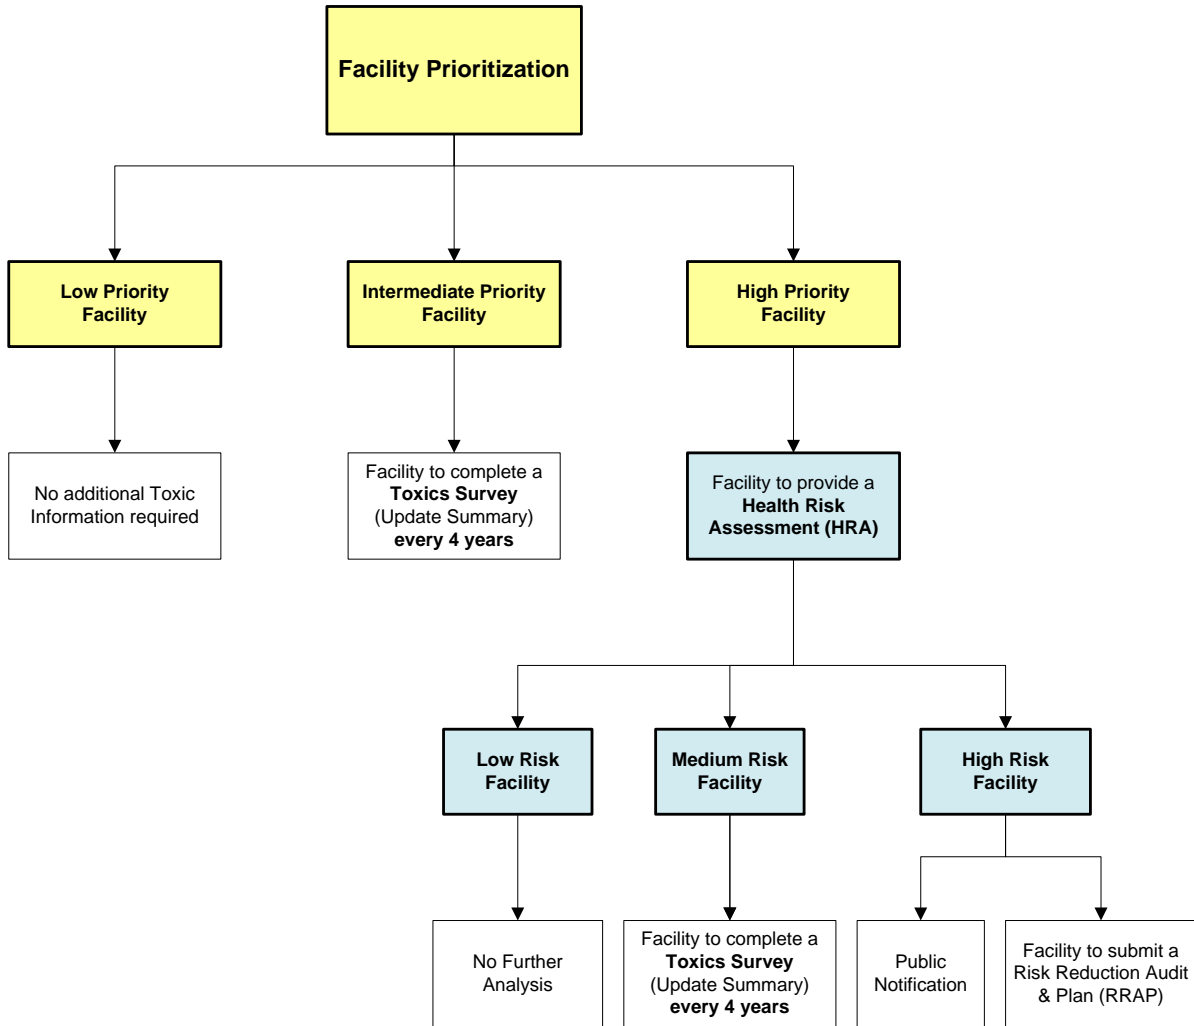 Facility Prioritization
Low Priority
Facility
Intermediate Priority
Facility
High Priority
Facility
No additional Toxic
Information required
Facility to complete a
Toxics Survey
(Update Summary)
every 4 years
Facility to provide a
Health Risk
Assessment (HRA)
Low Risk
Facility
Medium Risk
Facility
High Risk
Facility
No Further
Analysis
Facility to complete a
Toxics Survey
(Update Summary)
every 4 years
Public
Notification
Facility to submit a
Risk Reduction Audit
& Plan (RRAP)